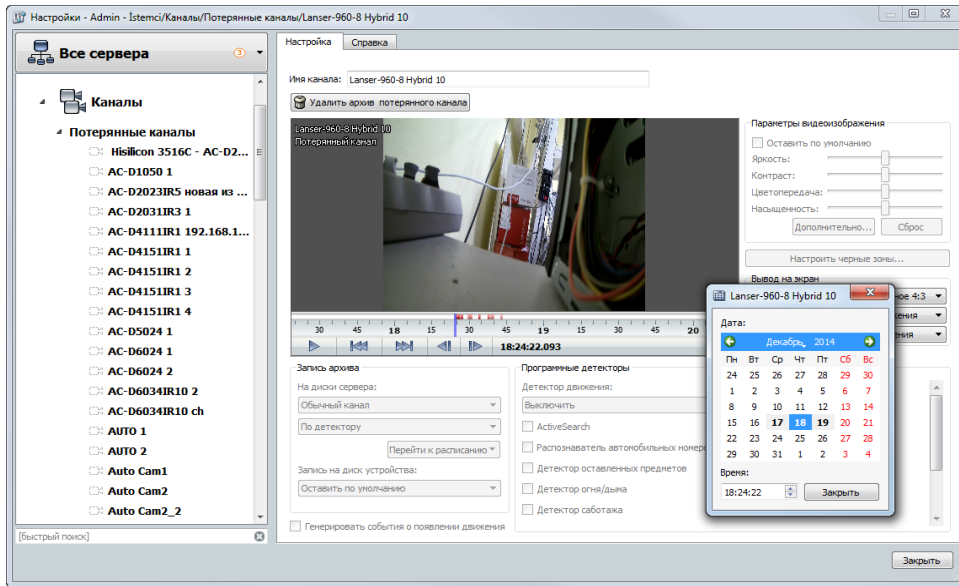 Настройки - Admin - İstemci/Каналы/Потерянные каналы/Lanser-960-8 Hybrid 10
Все сервера 3
Каналы
Потерянные каналы
Hisilicon 3516C - AC-D2...
AC-D1050 1
AC-D2023IR5 новая из ...
AC-D2031IR3 1
AC-D4111IR1 192.168.1...
AC-D4151IR1 1
AC-D4151IR1 2
AC-D4151IR1 3
AC-D4151IR1 4
AC-D5024 1
AC-D6024 1
AC-D6024 2
AC-D6034IR10 2
AC-D6034IR10 ch
AUTO 1
AUTO 2
Auto Cam1
Auto Cam2
Auto Cam2_2
[быстрый поиск]
Настройка Справка
Имя канала: Lanser-960-8 Hybrid 10
Удалить архив потерянного канала
Lanser-960-8 Hybrid 10
Потерянный канал
30 45 18 15 30 45 19 15 30 45 20
18:24:22.093
Параметры видеоизображения
Оставить по умолчанию
Яркость:
Контраст:
Цветопередача:
Насыщенность:
Дополнительно... Сброс
Настроить черные зоны...
Вывод на экран
ное 4:3
жения
ения
Запись архива
На диски сервера:
Обычный канал
По детектору
Перейти к расписанию
Запись на диск устройства:
Оставить по умолчанию
Генерировать события о появлении движения
Программные детекторы
Детектор движения:
Выключить
ActiveSearch
Распознаватель автомобильных номеро
Детектор оставленных предметов
Детектор огня/дыма
Детектор саботажа
Lanser-960-8 Hybrid 10
Дата:
Декабрь, 2014
Пн Вт Ср Чт Пт Сб Вс
24 25 26 27 28 29 30
1 2 3 4 5 6 7
8 9 10 11 12 13 14
15 16 17 18 19 20 21
22 23 24 25 26 27 28
29 30 31 1 2 3 4
Время:
18:24:22 Закрыть
Закрыть